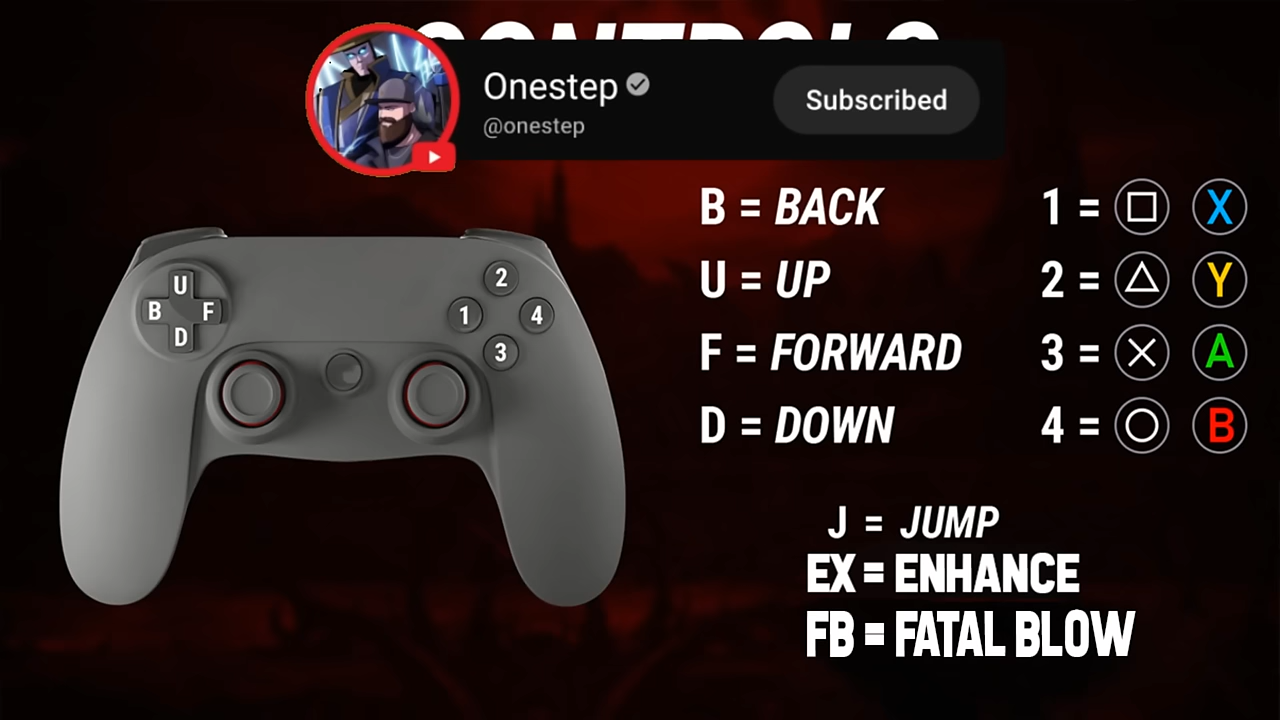 CONTROLS
Onestep
@onestep
Subscribed
B = BACK
1 = X
U = UP
2 = Y
F = FORWARD
3 = A
D = DOWN
4 = B
J = JUMP
EX = ENHANCE
FB = FATAL BLOW
U
B F
D
2
1 4
3